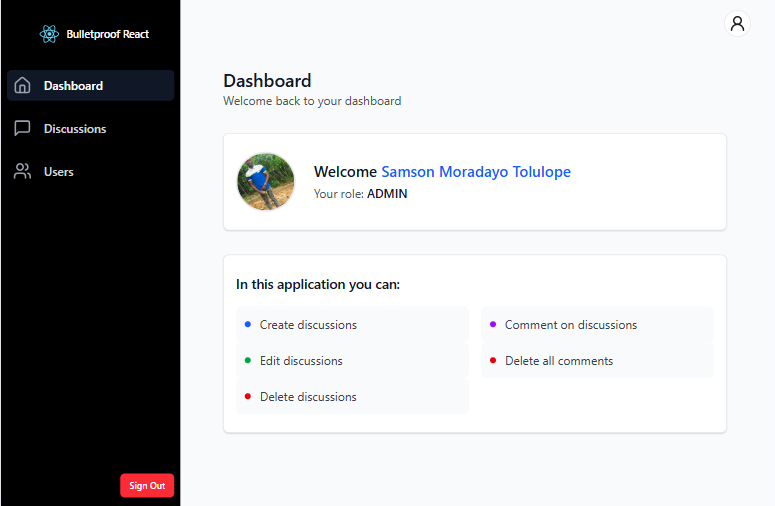 Bulletproof React
Dashboard
Discussions
Users
Sign Out
Dashboard
Welcome back to your dashboard
Welcome Samson Moradayo Tolulope
Your role: ADMIN
In this application you can:
Create discussions
Edit discussions
Delete discussions
Comment on discussions
Delete all comments